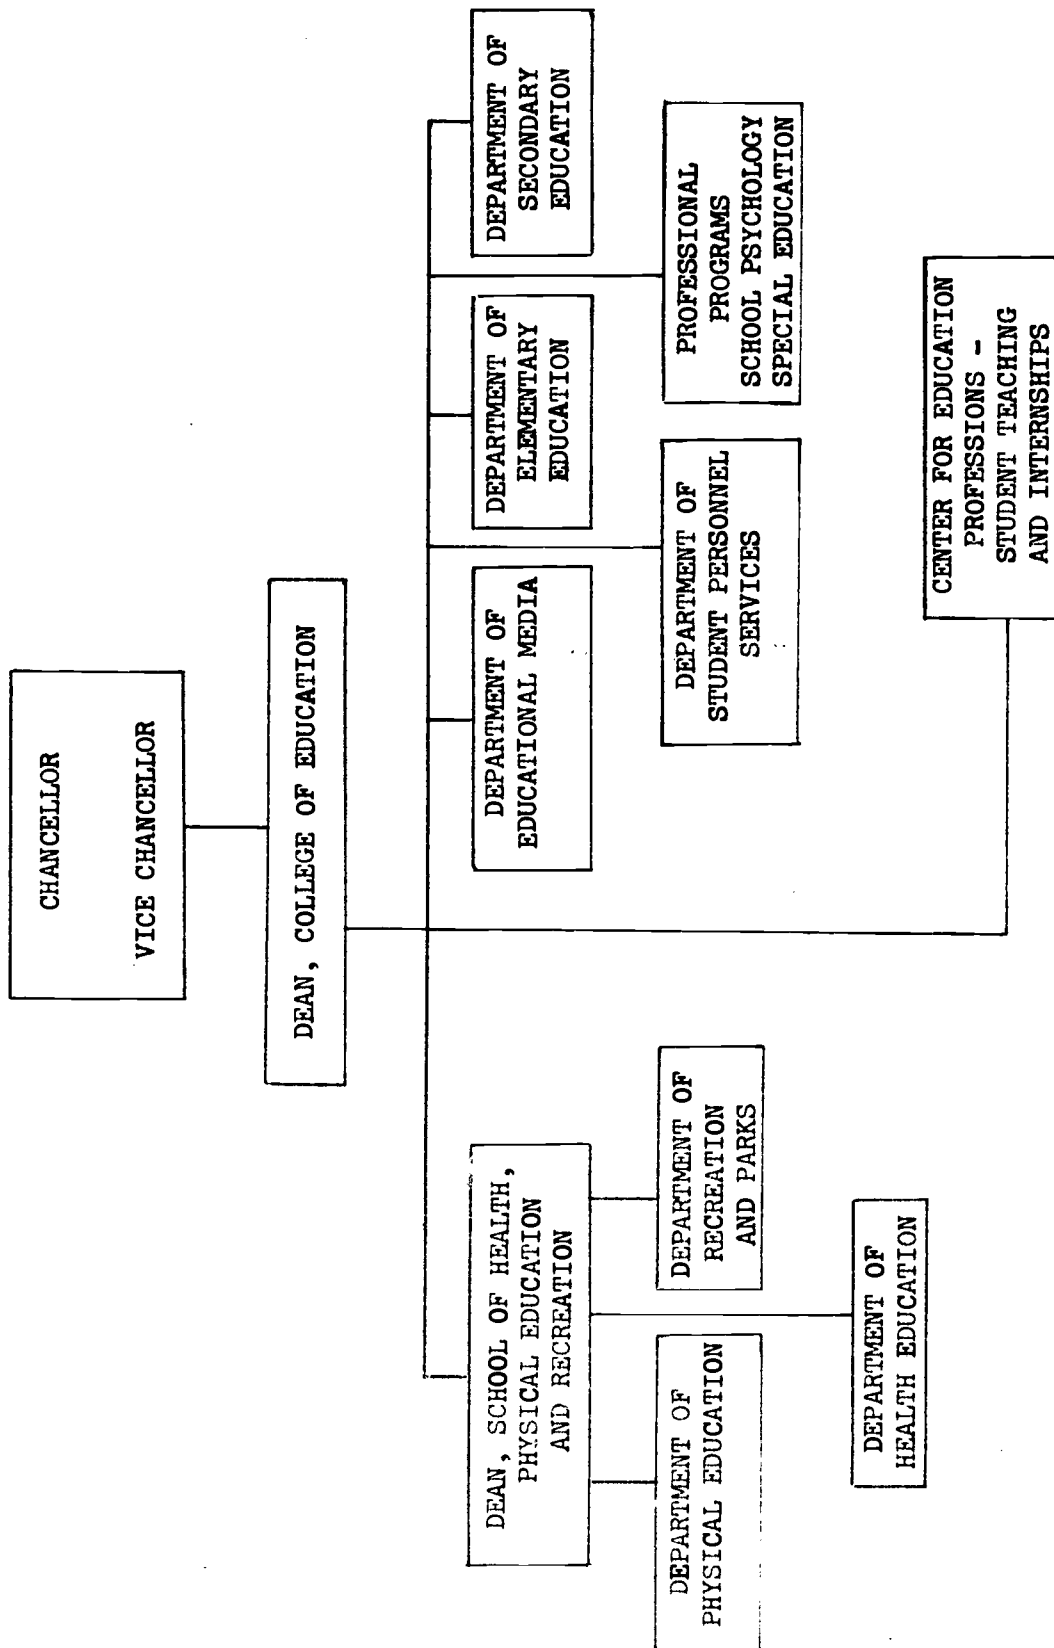 CHANCELLOR
VICE CHANCELLOR
DEAN, COLLEGE OF EDUCATION
DEAN, SCHOOL OF HEALTH,
PHYSICAL EDUCATION
AND RECREATION
DEPARTMENT OF
EDUCATIONAL MEDIA
DEPARTMENT OF
ELEMENTARY
EDUCATION
DEPARTMENT OF
SECONDARY
EDUCATION
DEPARTMENT OF
PHYSICAL EDUCATION
DEPARTMENT OF
RECREATION
AND PARKS
DEPARTMENT OF
STUDENT PERSONNEL
SERVICES
PROFESSIONAL
PROGRAMS
SCHOOL PSYCHOLOGY
SPECIAL EDUCATION
DEPARTMENT OF
HEALTH EDUCATION
CENTER FOR EDUCATION
PROFESSIONS -
STUDENT TEACHING
AND INTERNSHIPS